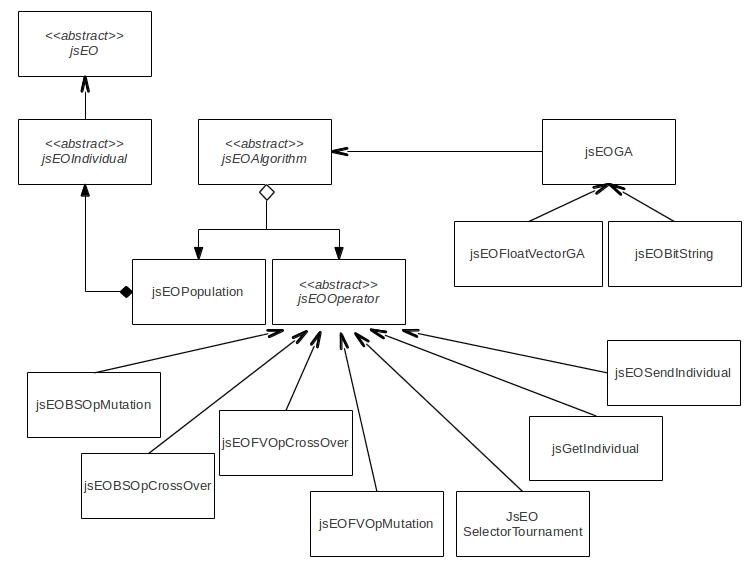 <<abstract>>
jsEO
<<abstract>>
jsEOIndividual
<<abstract>>
jsEOAlgorithm
jsEOGA
jsEOFloatVectorGA
jsEOBitString
jsEOPopulation
<<abstract>>
jsEOOperator
jsEOSendIndividual
jsEOBSOpMutation
jsEOFVOpCrossOver
jsGetIndividual
jsEOBSOpCrossOver
jsEOFVOpMutation
JsEO
SelectorTournament